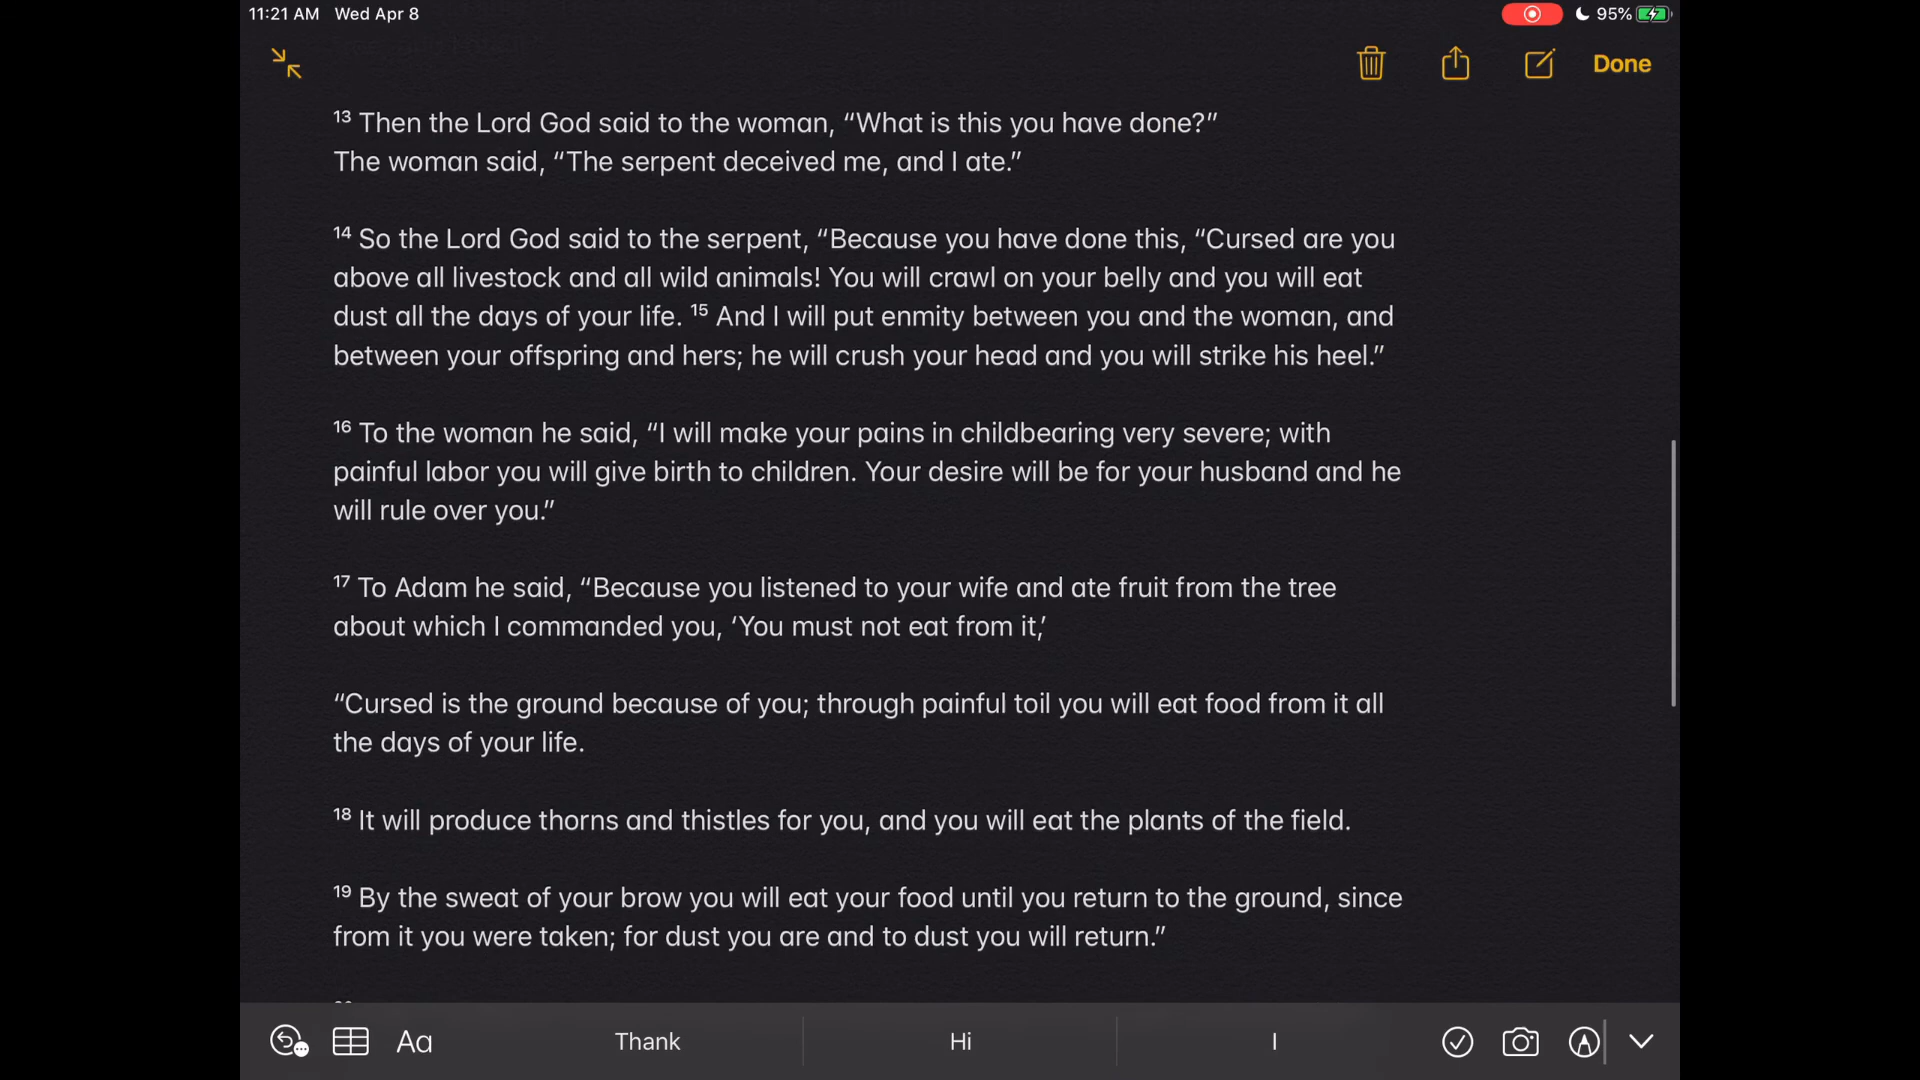 11:21 AM Wed Apr 8
95%
Done
13 Then the Lord God said to the woman, “What is this you have done?”
The woman said, “The serpent deceived me, and I ate.”
14 So the Lord God said to the serpent, “Because you have done this, “Cursed are you
above all livestock and all wild animals! You will crawl on your belly and you will eat
dust all the days of your life. 15 And I will put enmity between you and the woman, and
between your offspring and hers; he will crush your head and you will strike his heel.”
16 To the woman he said, “I will make your pains in childbearing very severe; with
painful labor you will give birth to children. Your desire will be for your husband and he
will rule over you.”
17 To Adam he said, “Because you listened to your wife and ate fruit from the tree
about which I commanded you, ‘You must not eat from it,’
“Cursed is the ground because of you; through painful toil you will eat food from it all
the days of your life.
18 It will produce thorns and thistles for you, and you will eat the plants of the field.
19 By the sweat of your brow you will eat your food until you return to the ground, since
from it you were taken; for dust you are and to dust you will return.”
Aa
Thank
Hi
I